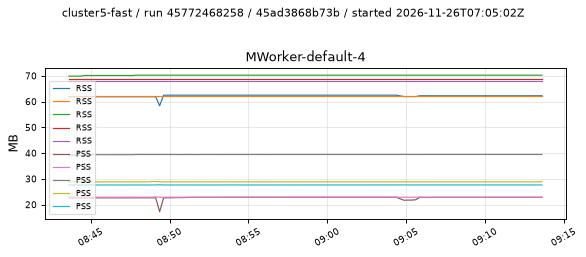 cluster5-fast / run 45772468258 / 45ad3868b73b / started 2026-11-26T07:05:02Z
MWorker-default-4
MB
70
60
50
40
30
20
RSS
RSS
RSS
RSS
RSS
PSS
PSS
PSS
PSS
PSS
08:45
08:50
08:55
09:00
09:05
09:10
09:15